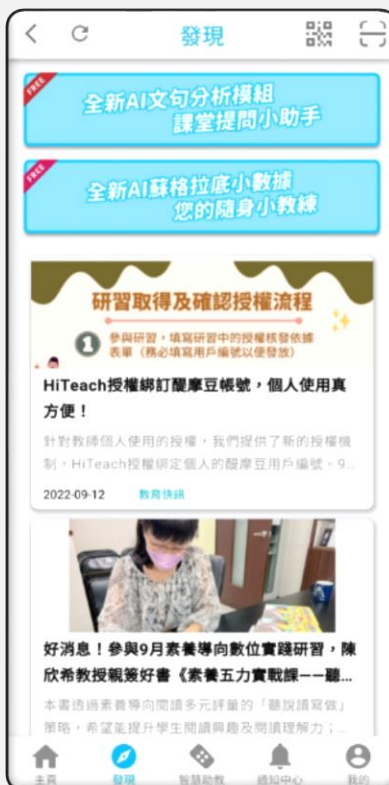 發現
FREE
全新AI文句分析模組
課堂提問小助手
FREE
全新AI蘇格拉底小數據
您的隨身小教練
研習取得及確認授權流程
1 參與研習，填寫研習中的授權核發依據
表單（務必填寫用戶編號以便發放）
HiTeach授權綁訂醍摩豆帳號，個人使用真
方便！
針對教師個人使用的授權，我們提供了新的授權機
制，HiTeach授權綁定個人的醍摩豆用戶編號。9...
2022-09-12 教育快訊
好消息！參與9月素養導向數位實踐研習，陳
欣希教授親簽好書《素養五力實戰課——聽...
本書透過素養導向閱讀多元評量的「聽說讀寫做」
策略，希望能提升學生閱讀興趣及閱讀理解力；...
主頁 發現 智慧助教 通知中心 我的